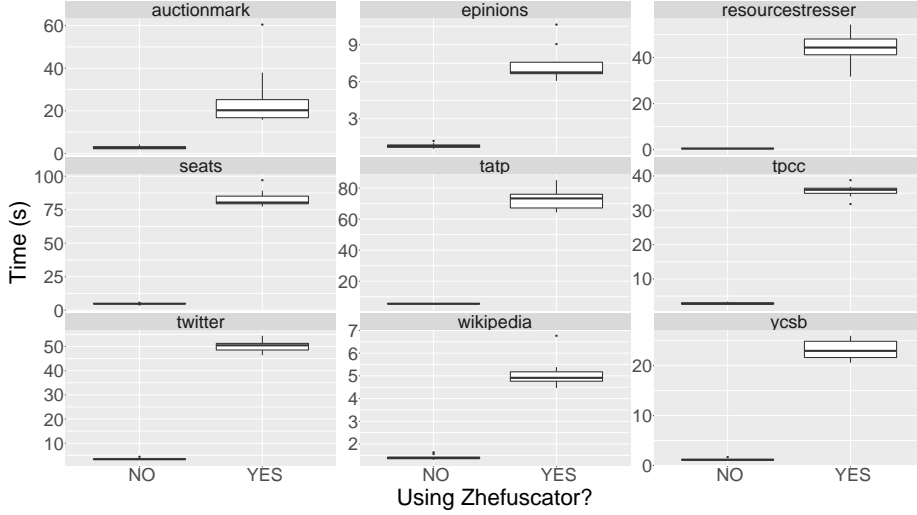 auctionmark epinions resourcestresser
60 40 20 0
9 6 3
40 20 0
seats tatp tpcc
100 75 50 25 0
80 60 40 20
40 30 20 10 0
twitter wikipedia ycsb
50 40 30 20 10
7 6 5 4 3 2
20 10 0
NO YES NO YES NO YES
Time (s)
Using Zhefuscator?